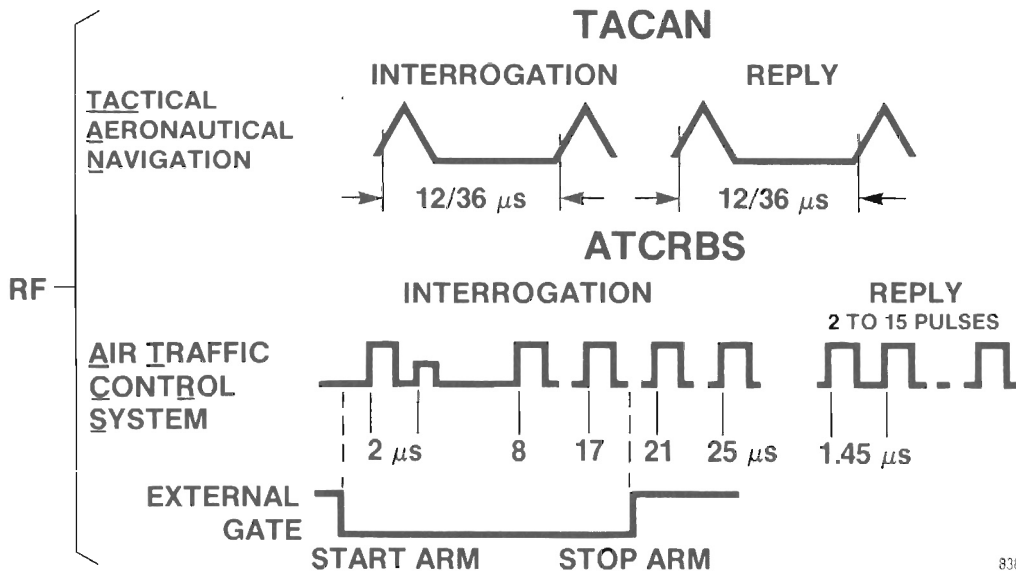 TACAN
INTERROGATION REPLY
TACTICAL
AERONAUTICAL
NAVIGATION
12/36 μs 12/36 μs
ATCRBS
RF
INTERROGATION REPLY
2 TO 15 PULSES
AIR TRAFFIC
CONTROL
SYSTEM
2 μs 8 17 21 25 μs 1.45 μs
EXTERNAL
GATE
START ARM STOP ARM
838